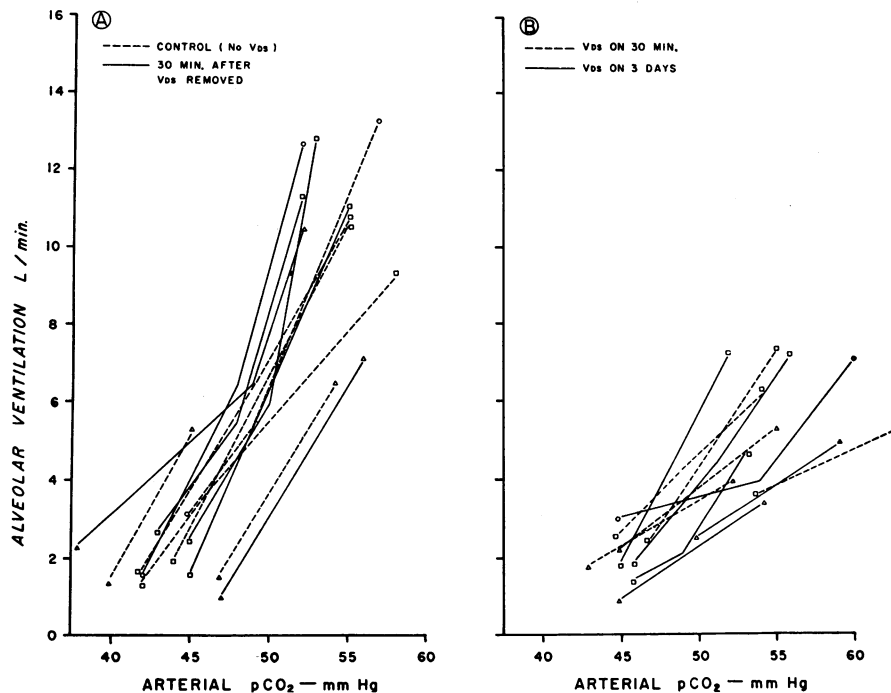 A
CONTROL (NO VDS)
30 MIN. AFTER
VDS REMOVED
B
VDS ON 30 MIN.
VDS ON 3 DAYS
ALVEOLAR VENTILATION L/min.
16
14
12
10
8
6
4
2
0
40 45 50 55 60
40 45 50 55 60
ARTERIAL pCO₂ — mm Hg
ARTERIAL pCO₂ — mm Hg